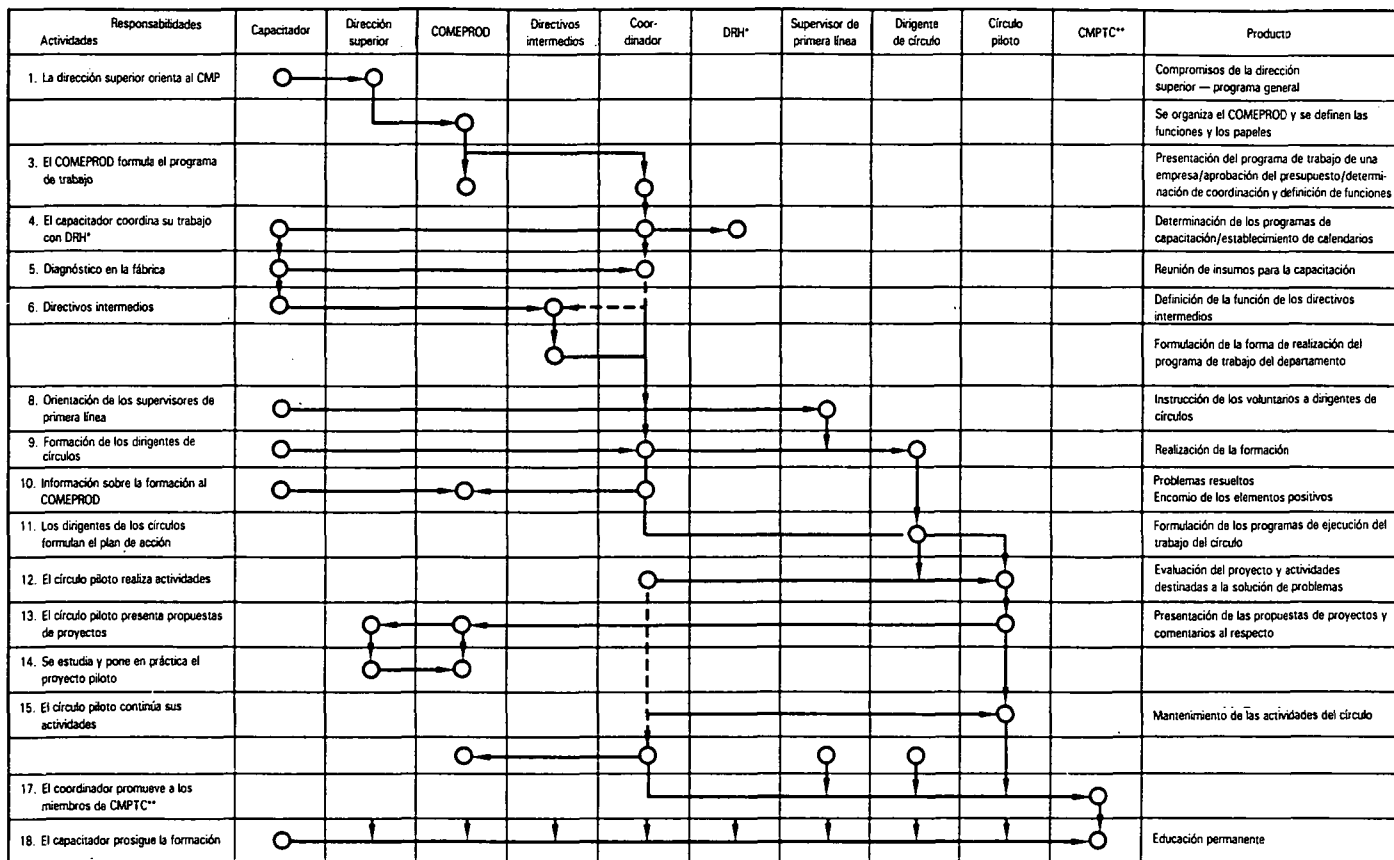 Responsabilidades
Actividades
Capacitador
Dirección
superior
COMEPROD
Directivos
intermedios
Coor-
dinador
DRH*
Supervisor de
primera línea
Dirigente
de círculo
Círculo
piloto
CMPTC**
Producto
1. La dirección superior orienta al CMP
Compromisos de la dirección
superior — programa general
Se organiza el COMEPROD y se definen las
funciones y los papeles
3. El COMEPROD formula el programa
de trabajo
Presentación del programa de trabajo de una
empresa/aprobación del presupuesto/determi-
nación de coordinación y definición de funciones
4. El capacitador coordina su trabajo
con DRH*
Determinación de los programas de
capacitación/establecimiento de calendarios
5. Diagnóstico en la fábrica
Reunión de insumos para la capacitación
6. Directivos intermedios
Definición de la función de los directivos
intermedios
Formulación de la forma de realización del
programa de trabajo del departamento
8. Orientación de los supervisores de
primera línea
Instrucción de los voluntarios a dirigentes de
círculos
9. Formación de los dirigentes de
círculos
Realización de la formación
10. Información sobre la formación al
COMEPROD
Problemas resueltos
Encomio de los elementos positivos
11. Los dirigentes de los círculos
formulan el plan de acción
Formulación de los programas de ejecución del
trabajo del círculo
12. El círculo piloto realiza actividades
Evaluación del proyecto y actividades
destinadas a la solución de problemas
13. El círculo piloto presenta propuestas
de proyectos
Presentación de las propuestas de proyectos y
comentarios al respecto
14. Se estudia y pone en práctica el
proyecto piloto
15. El círculo piloto continúa sus
actividades
Mantenimiento de las actividades del círculo
17. El coordinador promueve a los
miembros de CMPTC**
18. El capacitador prosigue la formación
Educación permanente